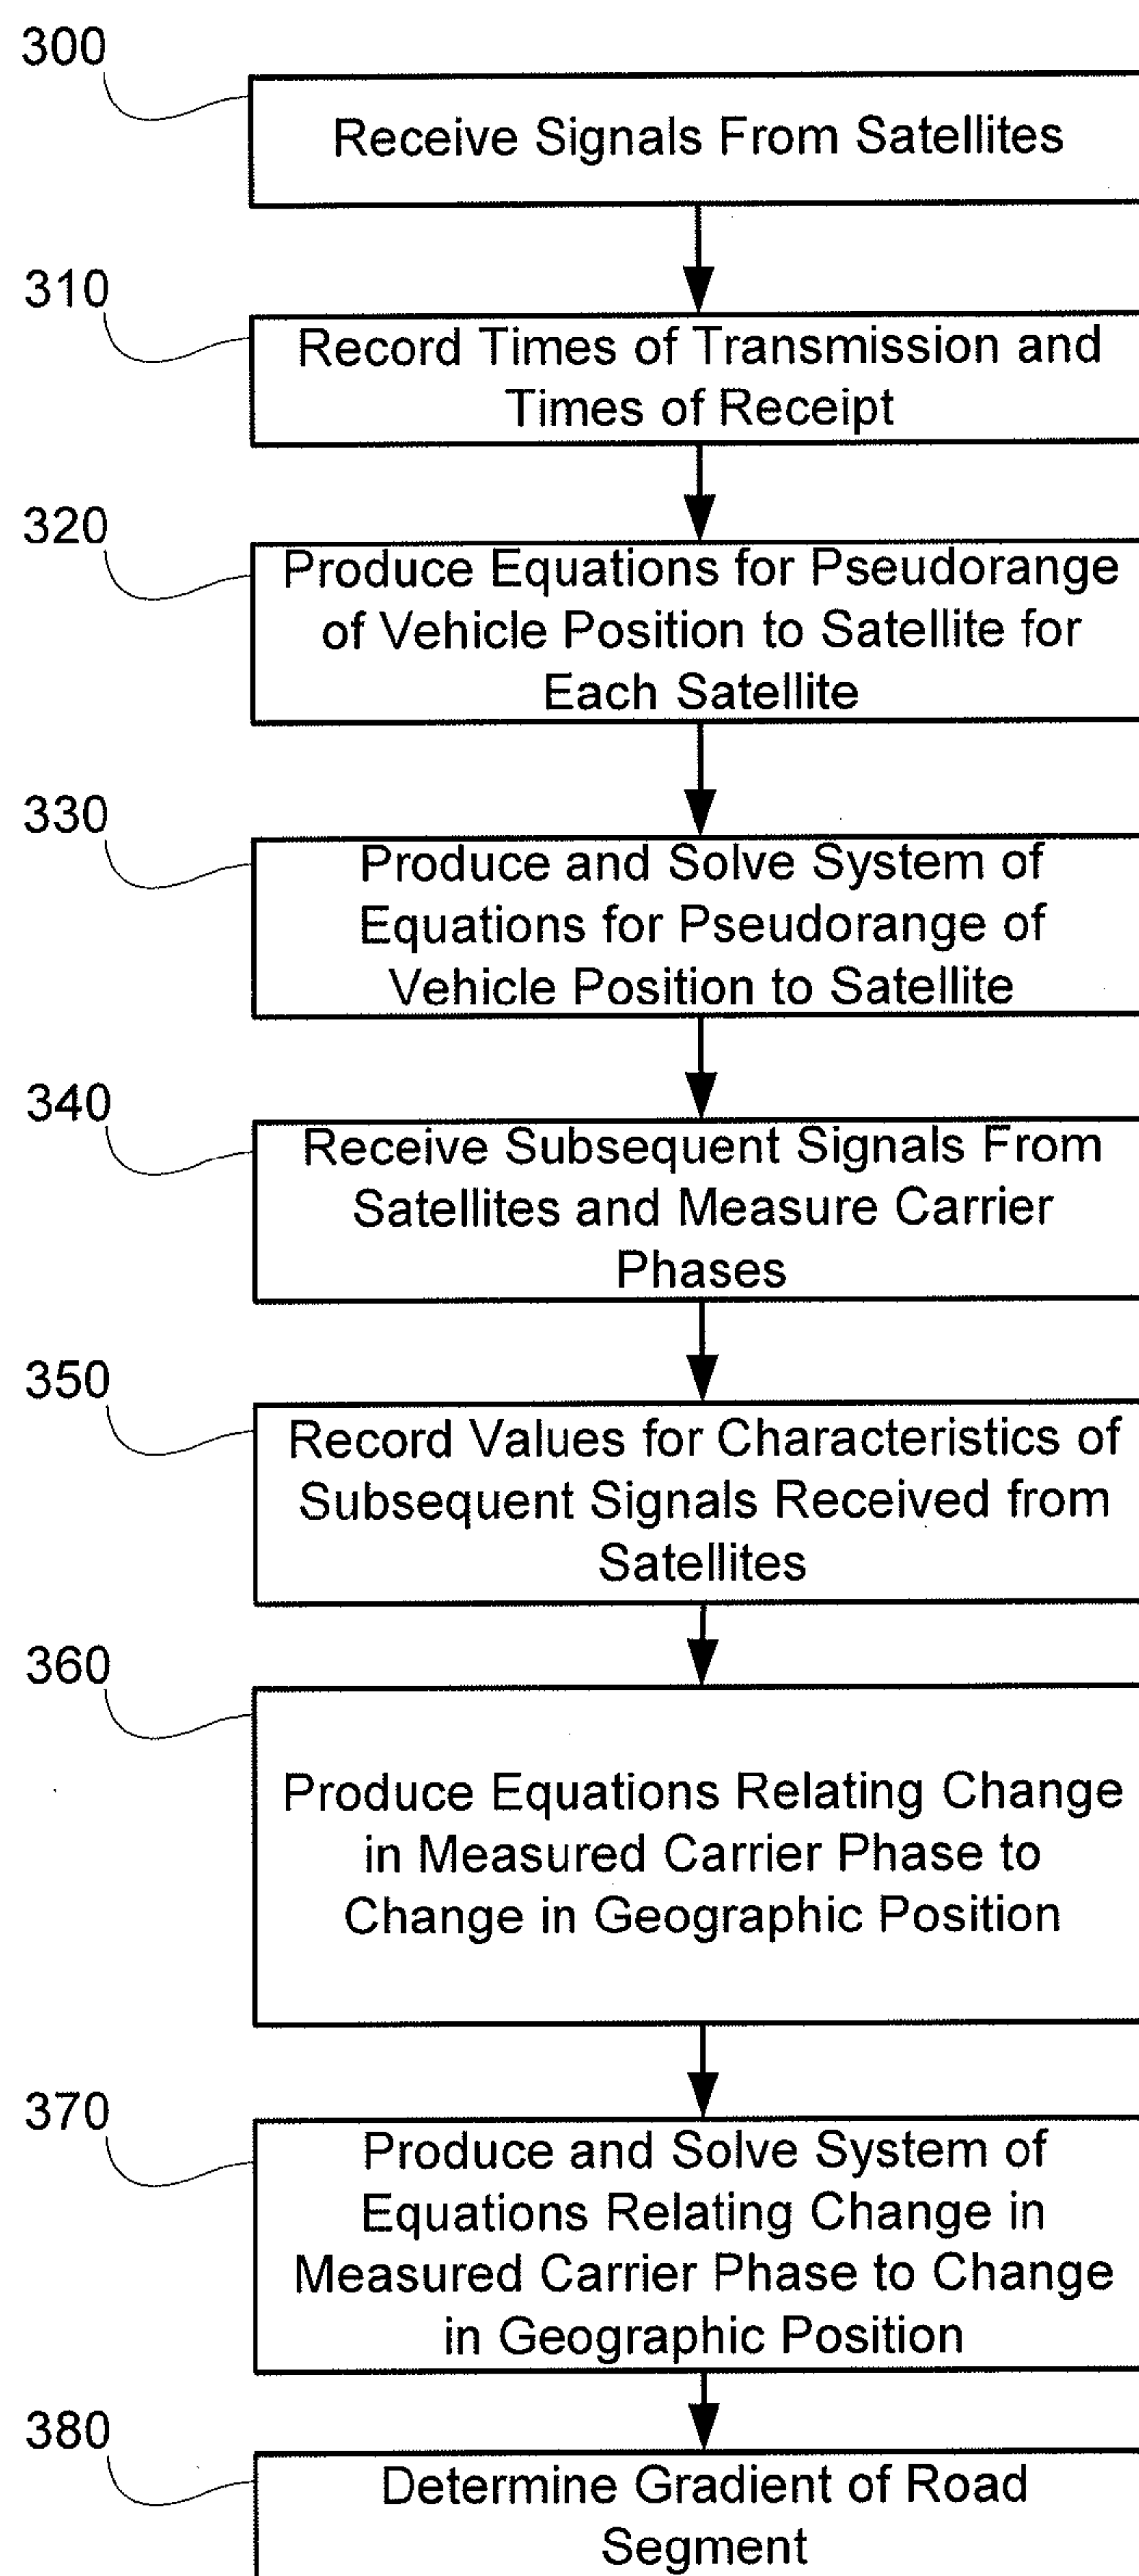 300
Receive Signals From Satellites
310
Record Times of Transmission and
Times of Receipt
320
Produce Equations for Pseudorange
of Vehicle Position to Satellite for
Each Satellite
330
Produce and Solve System of
Equations for Pseudorange of
Vehicle Position to Satellite
340
Receive Subsequent Signals From
Satellites and Measure Carrier
Phases
350
Record Values for Characteristics of
Subsequent Signals Received from
Satellites
360
Produce Equations Relating Change
in Measured Carrier Phase to
Change in Geographic Position
370
Produce and Solve System of
Equations Relating Change in
Measured Carrier Phase to Change
in Geographic Position
380
Determine Gradient of Road
Segment